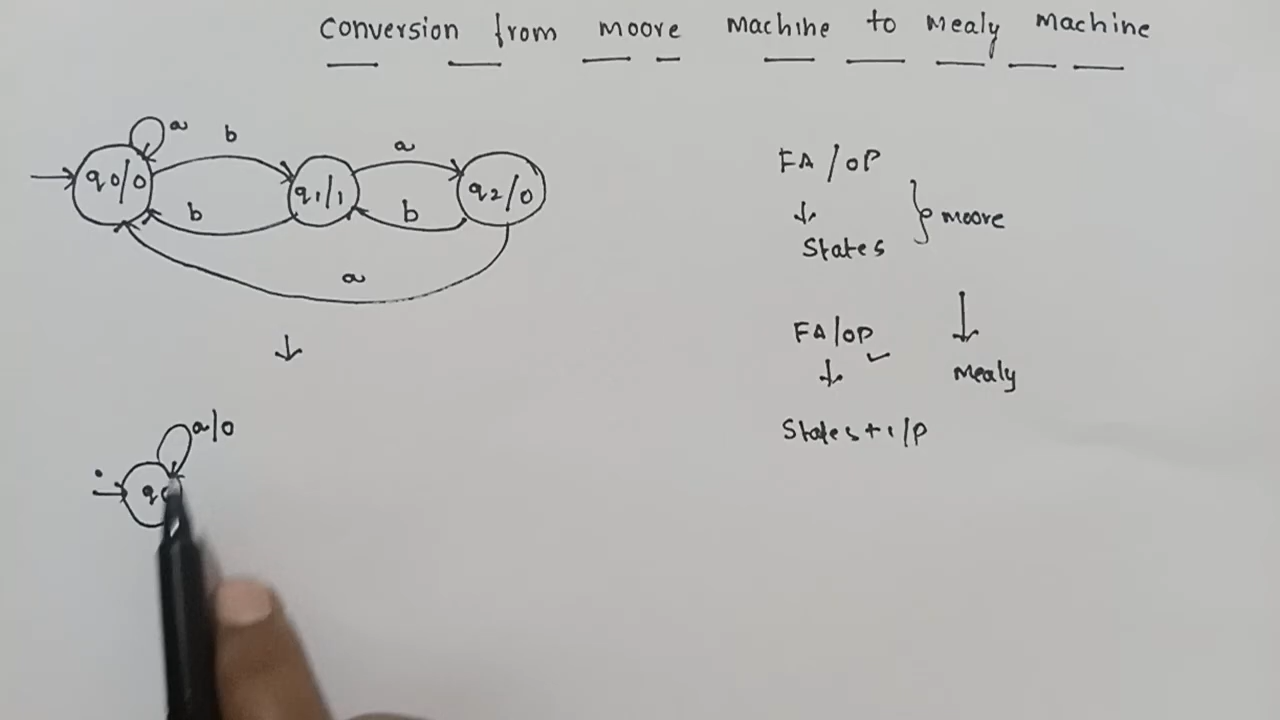 conversion from moore machine to mealy machine
a
b
a
q0/0
q1/1
q2/0
b
b
a
FA/OP
States
moore
FA/OP
Mealy
States + i/p
a/0